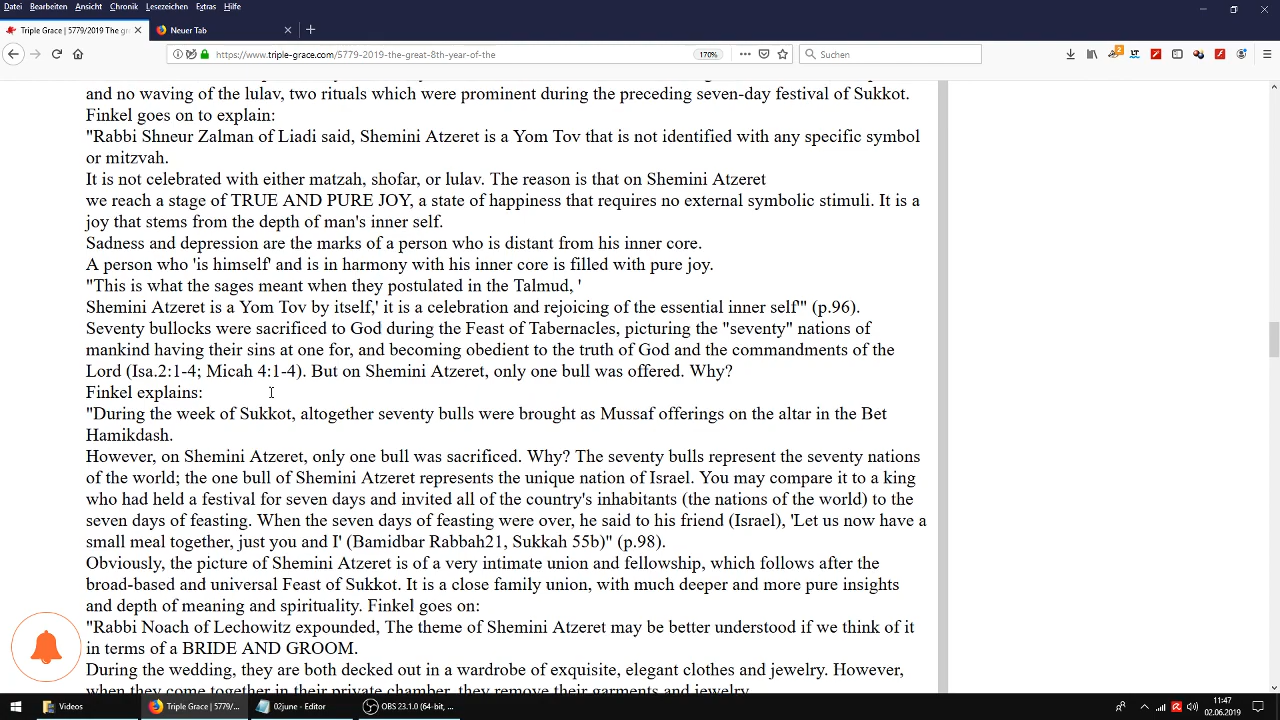 Datei Bearbeiten Ansicht Chronik Lesezeichen Extras Hilfe
Triple Grace | 5779/2019 The gr
Neuer Tab
https://www.triple-grace.com/5779-2019-the-great-8th-year-of-the
170%
Suchen
2
and no waving of the lulav, two rituals which were prominent during the preceding seven-day festival of Sukkot.
Finkel goes on to explain:
"Rabbi Shneur Zalman of Liadi said, Shemini Atzeret is a Yom Tov that is not identified with any specific symbol
or mitzvah.
It is not celebrated with either matzah, shofar, or lulav. The reason is that on Shemini Atzeret
we reach a stage of TRUE AND PURE JOY, a state of happiness that requires no external symbolic stimuli. It is a
joy that stems from the depth of man's inner self.
Sadness and depression are the marks of a person who is distant from his inner core.
A person who 'is himself' and is in harmony with his inner core is filled with pure joy.
"This is what the sages meant when they postulated in the Talmud, '
Shemini Atzeret is a Yom Tov by itself,' it is a celebration and rejoicing of the essential inner self'" (p.96).
Seventy bullocks were sacrificed to God during the Feast of Tabernacles, picturing the "seventy" nations of
mankind having their sins at one for, and becoming obedient to the truth of God and the commandments of the
Lord (Isa.2:1-4; Micah 4:1-4). But on Shemini Atzeret, only one bull was offered. Why?
Finkel explains:
"During the week of Sukkot, altogether seventy bulls were brought as Mussaf offerings on the altar in the Bet
Hamikdash.
However, on Shemini Atzeret, only one bull was sacrificed. Why? The seventy bulls represent the seventy nations
of the world; the one bull of Shemini Atzeret represents the unique nation of Israel. You may compare it to a king
who had held a festival for seven days and invited all of the country's inhabitants (the nations of the world) to the
seven days of feasting. When the seven days of feasting were over, he said to his friend (Israel), 'Let us now have a
small meal together, just you and I' (Bamidbar Rabbah21, Sukkah 55b)" (p.98).
Obviously, the picture of Shemini Atzeret is of a very intimate union and fellowship, which follows after the
broad-based and universal Feast of Sukkot. It is a close family union, with much deeper and more pure insights
and depth of meaning and spirituality. Finkel goes on:
"Rabbi Noach of Lechowitz expounded, The theme of Shemini Atzeret may be better understood if we think of it
in terms of a BRIDE AND GROOM.
During the wedding, they are both decked out in a wardrobe of exquisite, elegant clothes and jewelry. However,
when they come together in their private chamber, they remove their garments and jewelry
Videos
Triple Grace | 5779/...
02june - Editor
OBS 23.1.0 (64-bit, ...
11:47
02.06.2019